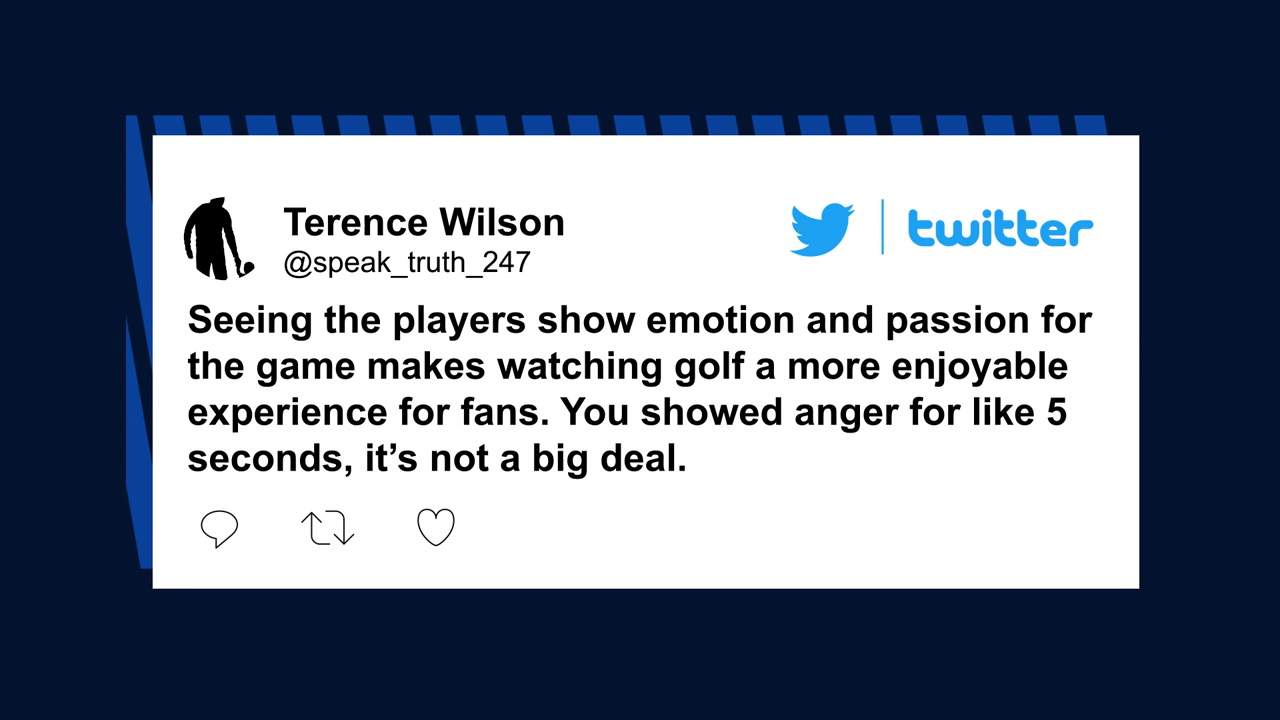 Terence Wilson
@speak_truth_247
twitter
Seeing the players show emotion and passion for
the game makes watching golf a more enjoyable
experience for fans. You showed anger for like 5
seconds, it’s not a big deal.